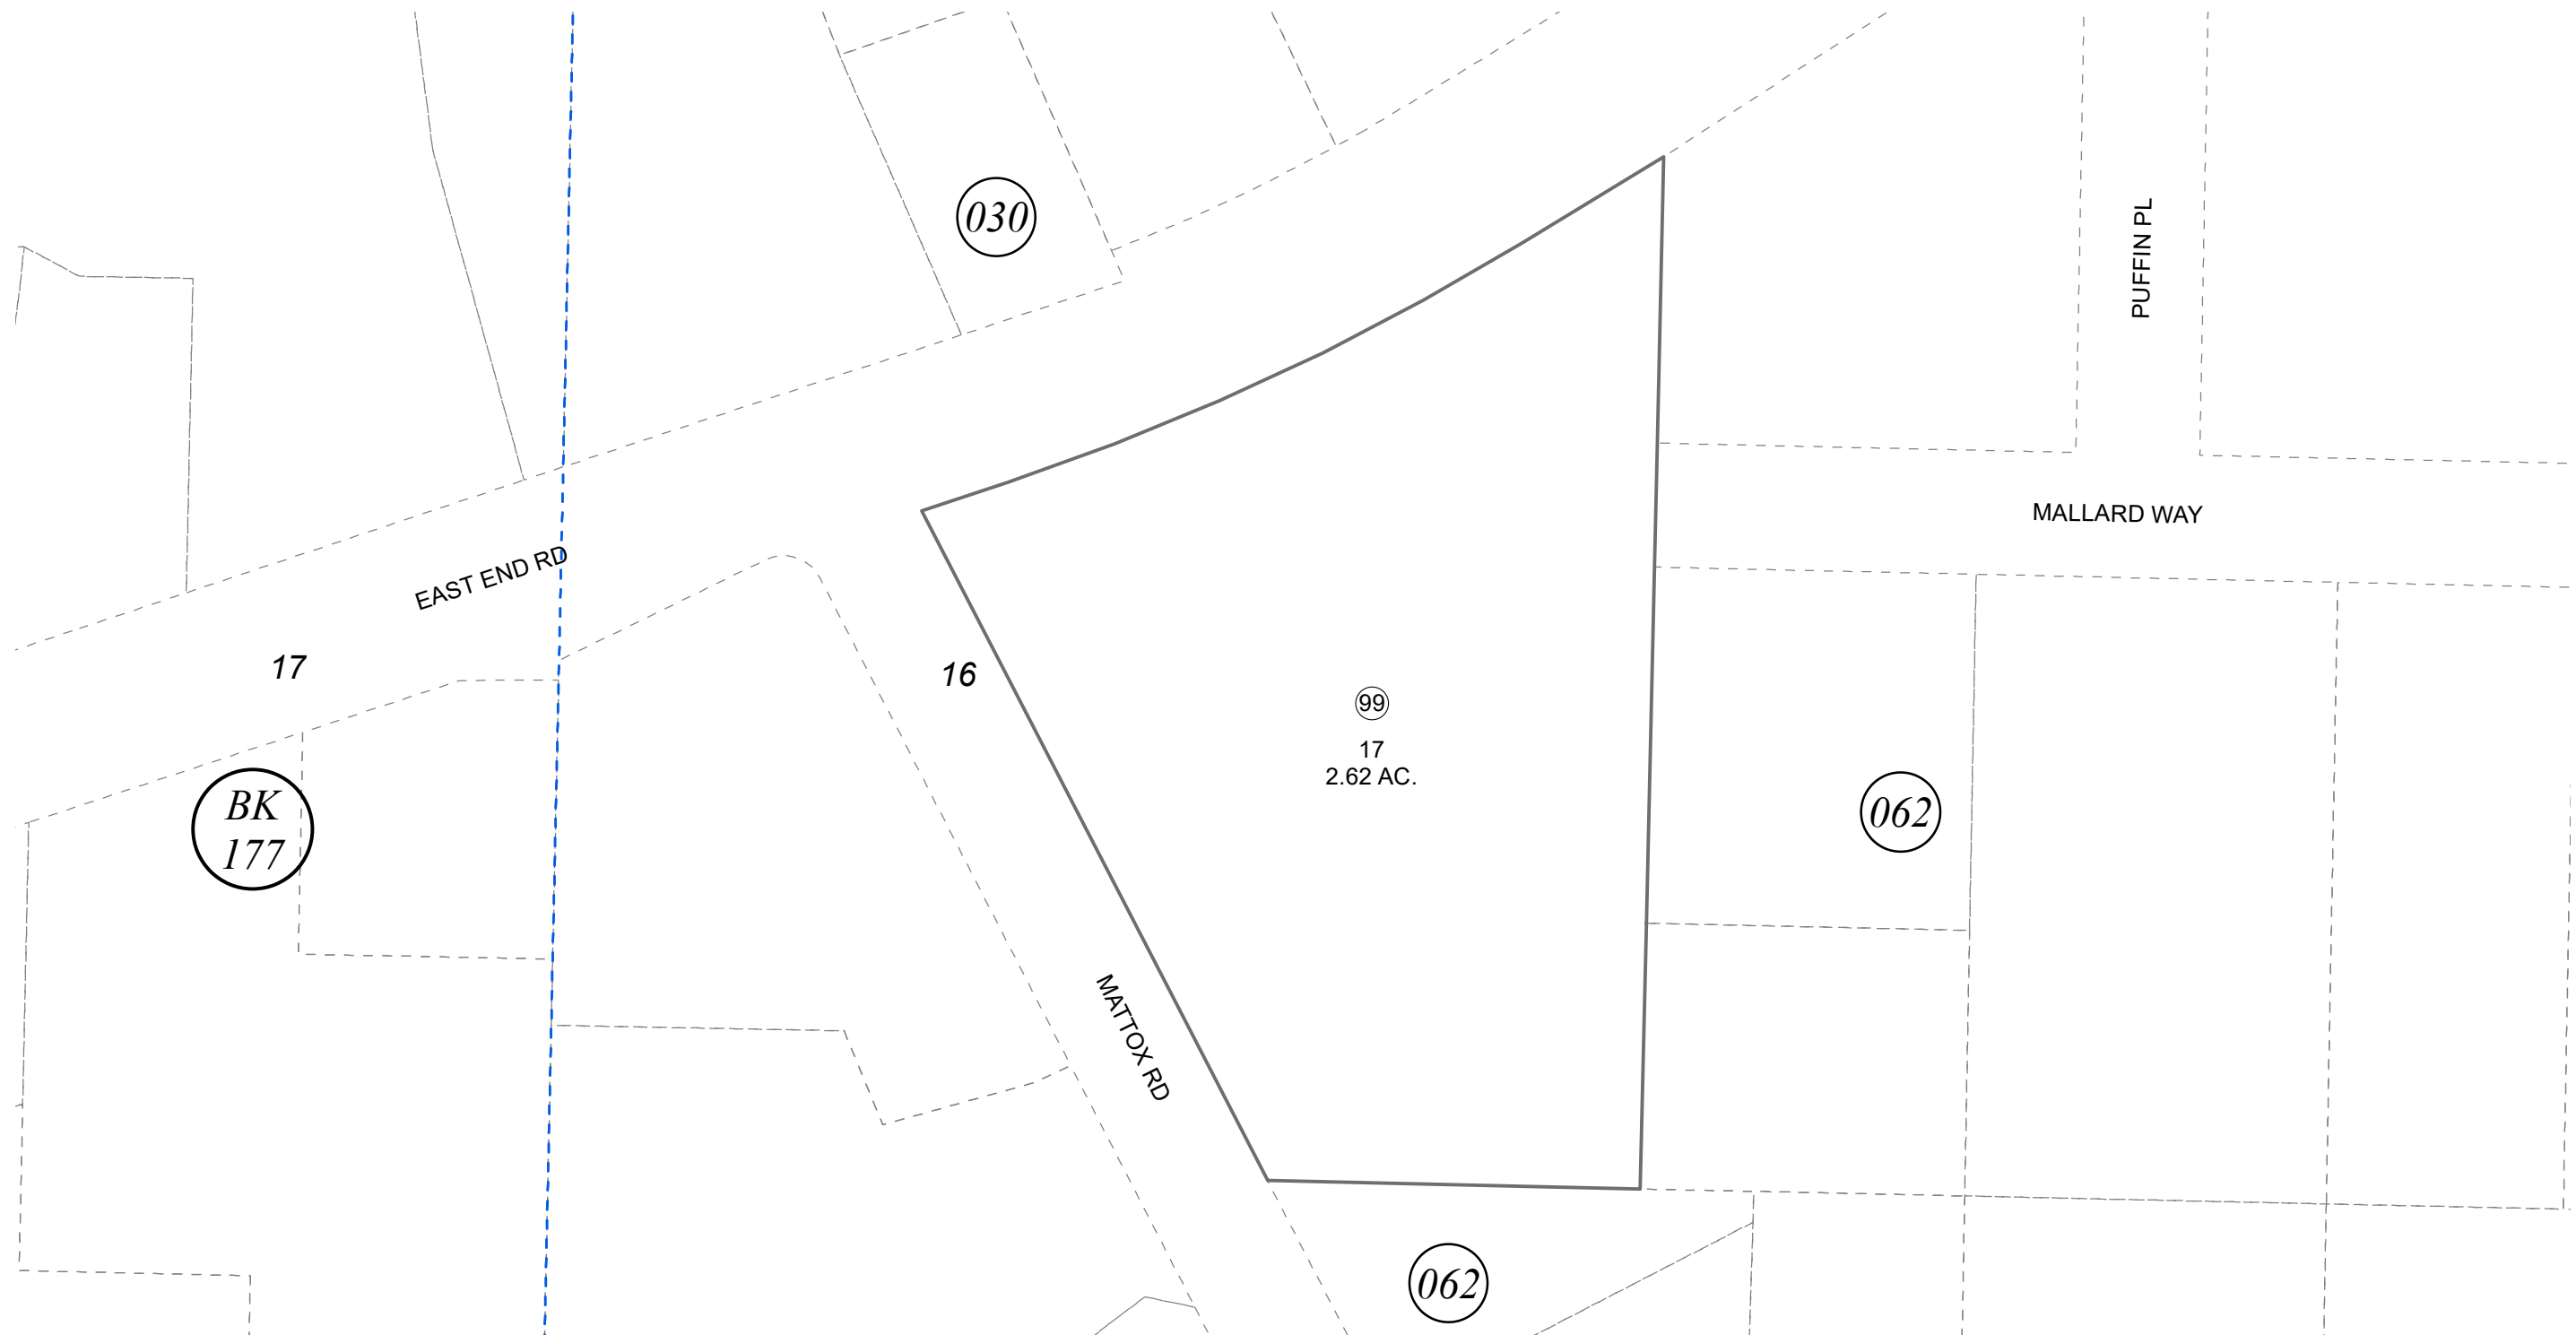 030
PUFFIN PL
MALLARD WAY
EAST END RD
17
16
99
17
2.62 AC.
BK
177
062
MATTOX RD
062